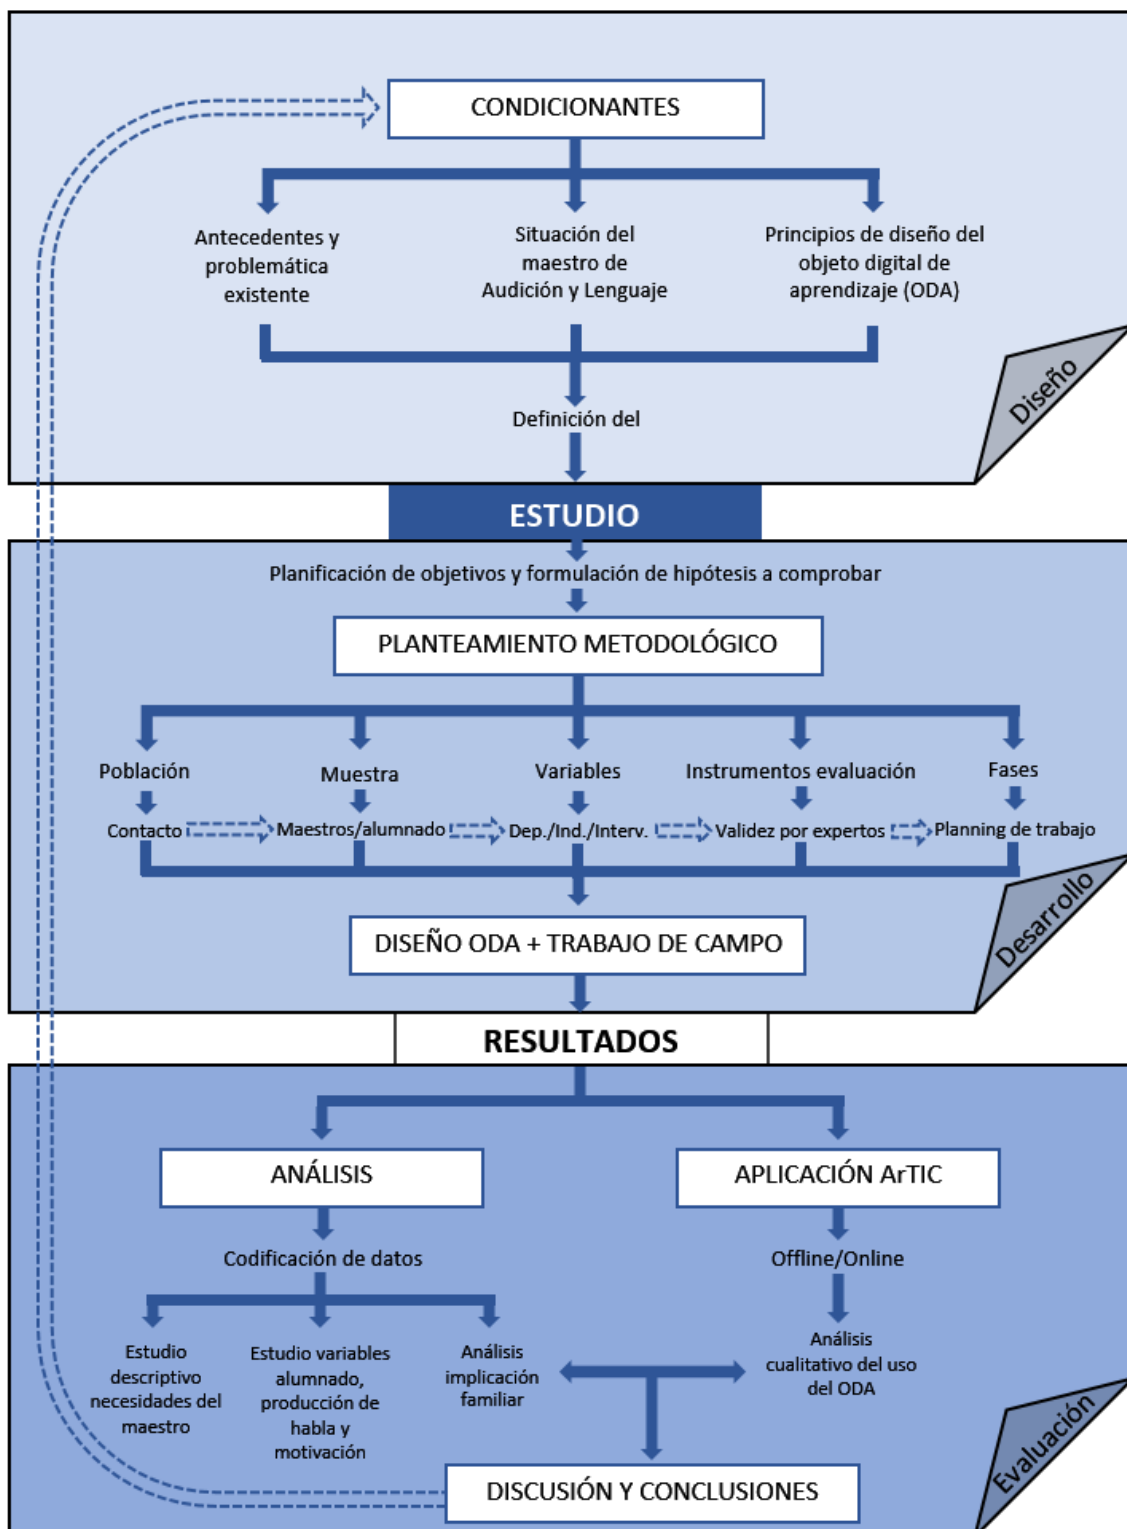 CONDICIONANTES
Antecedentes y
problemática
existente
Situación del
maestro de
Audición y Lenguaje
Principios de diseño del
objeto digital de
aprendizaje (ODA)
Diseño
Definición del
ESTUDIO
Planificación de objetivos y formulación de hipótesis a comprobar
PLANTEAMIENTO METODOLÓGICO
Población
Muestra
Variables
Instrumentos evaluación
Fases
Contacto
Maestros/alumnado
Dep./Ind./Interv.
Validez por expertos
Planning de trabajo
Desarrollo
DISEÑO ODA + TRABAJO DE CAMPO
RESULTADOS
ANÁLISIS
APLICACIÓN ArTIC
Codificación de datos
Offline/Online
Estudio
descriptivo
necesidades del
maestro
Estudio variables
alumnado,
producción de
habla y
motivación
Análisis
implicación
familiar
Análisis
cualitativo del uso
del ODA
Evaluación
DISCUSIÓN Y CONCLUSIONES